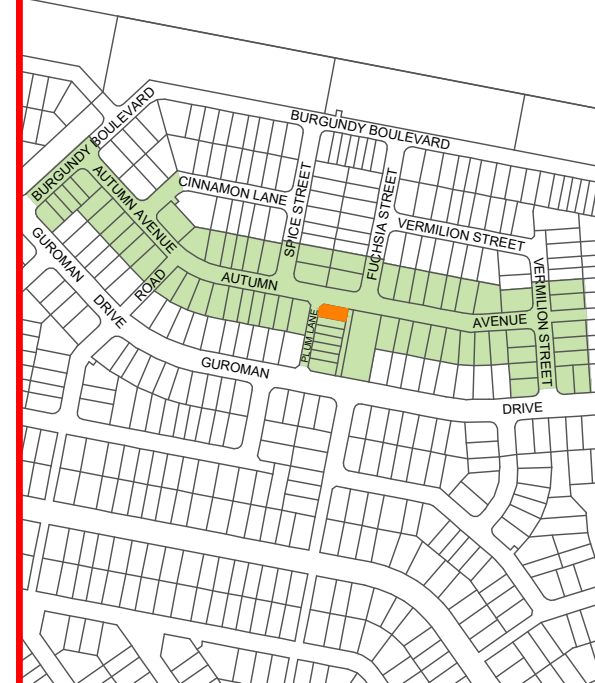 BURGUNDY BOULEVARD
BURGUNDY BOULEVARD
CINNAMON LANE
SPICE STREET
FUCHSIA STREET
VERMILION STREET
AUTUMN AVENUE
GUROMAN
DRIVE
ROAD
AUTUMN
AVENUE
VERMILION STREET
PLUM LANE
GUROMAN
DRIVE